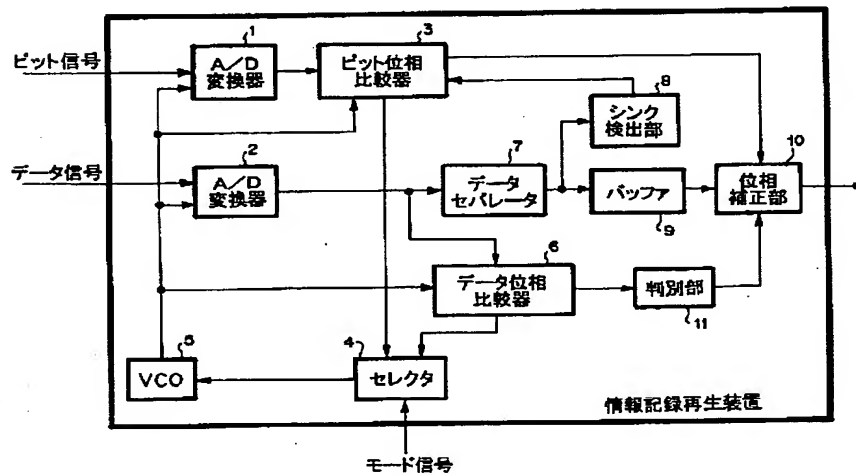 1
A/D
変換器
3
ピット位相
比較器
ピット信号
8
シンク
検出部
2
A/D
変換器
データ信号
7
データ
セパレータ
バッファ
9
10
位相
補正部
6
データ位相
比較器
判別部
11
5
VCO
4
セレクタ
情報記録再生装置
モード信号